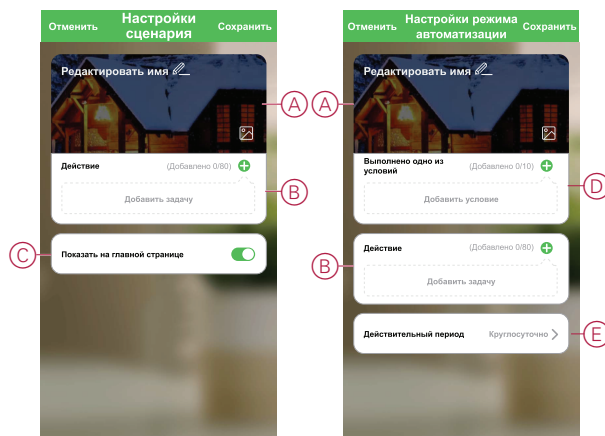 Отменить
Настройки
сценария
Сохранить
Редактировать имя
A
Действие
(Добавлено 0/80)
B
Добавить задачу
C
Показать на главной странице
Отменить
Настройки режима
автоматизации
Сохранить
A
Редактировать имя
Выполнено одно из
условий
(Добавлено 0/10)
D
Добавить условие
B
Действие
(Добавлено 0/80)
Добавить задачу
Действительный период
Круглосуточно
E